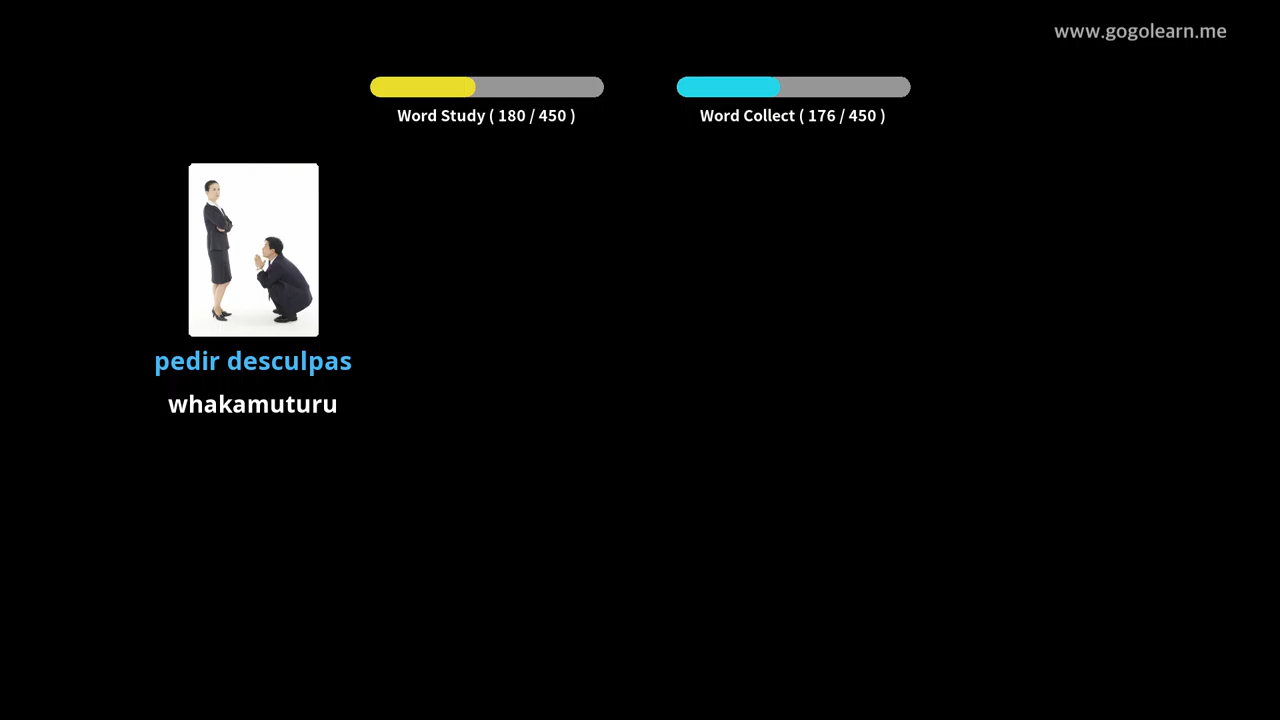 www.gogolearn.me
Word Study ( 180 / 450 )
Word Collect ( 176 / 450 )
pedir desculpas
whakamuturu